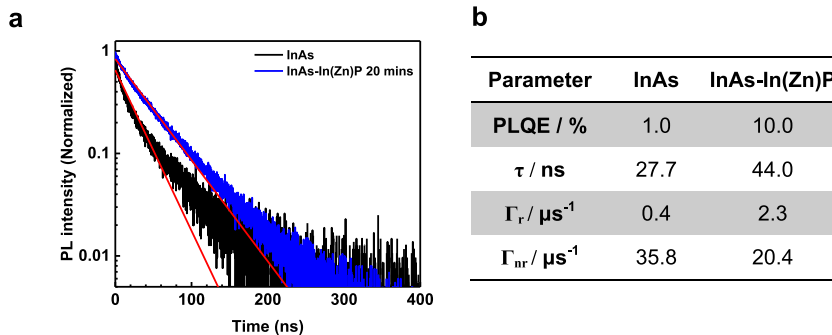 a
PL intensity (Normalized)
1
0.1
0.01
InAs
InAs-In(Zn)P 20 mins
0 100 200 300 400
Time (ns)
b
Parameter InAs InAs-In(Zn)P
PLQE / % 1.0 10.0
τ / ns 27.7 44.0
Γr / μs-1 0.4 2.3
Γnr / μs-1 35.8 20.4